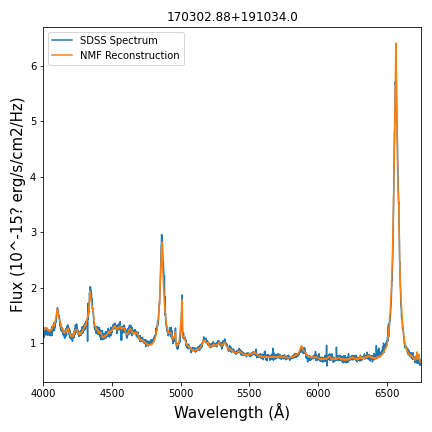 170302.88+191034.0
SDSS Spectrum
NMF Reconstruction
6
5
4
3
2
1
Flux (10^-15? erg/s/cm2/Hz)
4000 4500 5000 5500 6000 6500
Wavelength (Å)